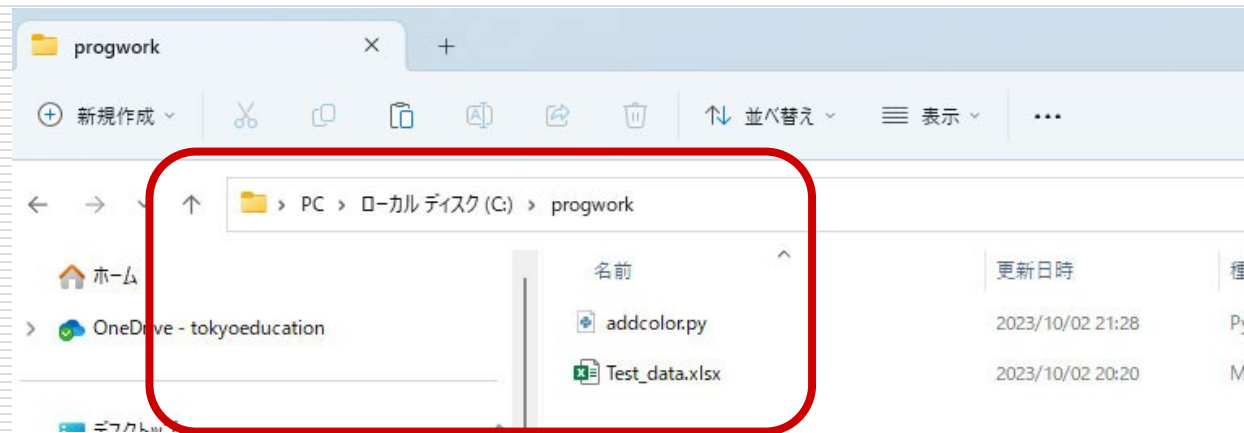 progwork
新規作成 並べ替え 表示
PC > ローカル ディスク (C:) > progwork
ホーム
OneDrive - tokyoeducation
名前 更新日時 種
addcolor.py 2023/10/02 21:28 Py
Test_data.xlsx 2023/10/02 20:20 M